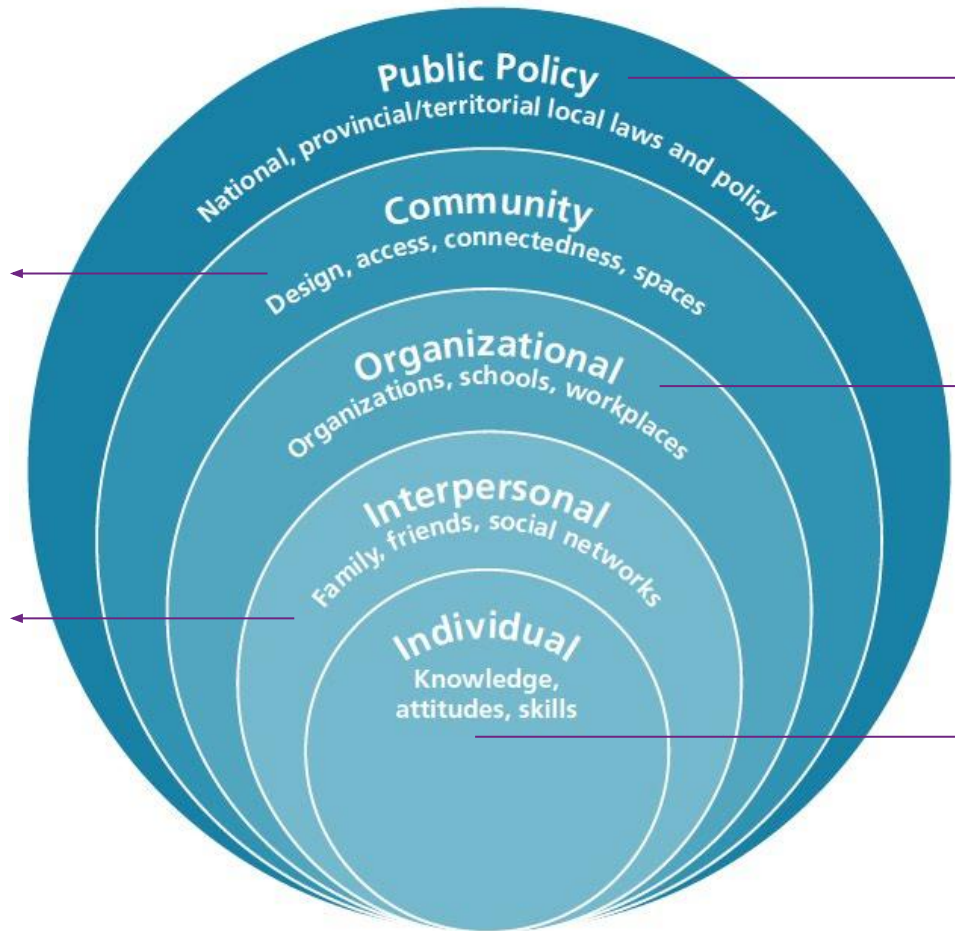 Public Policy
National, provincial/territorial local laws and policy
Community
Design, access, connectedness, spaces
Organizational
Organizations, schools, workplaces
Interpersonal
Family, friends, social networks
Individual
Knowledge,
attitudes, skills